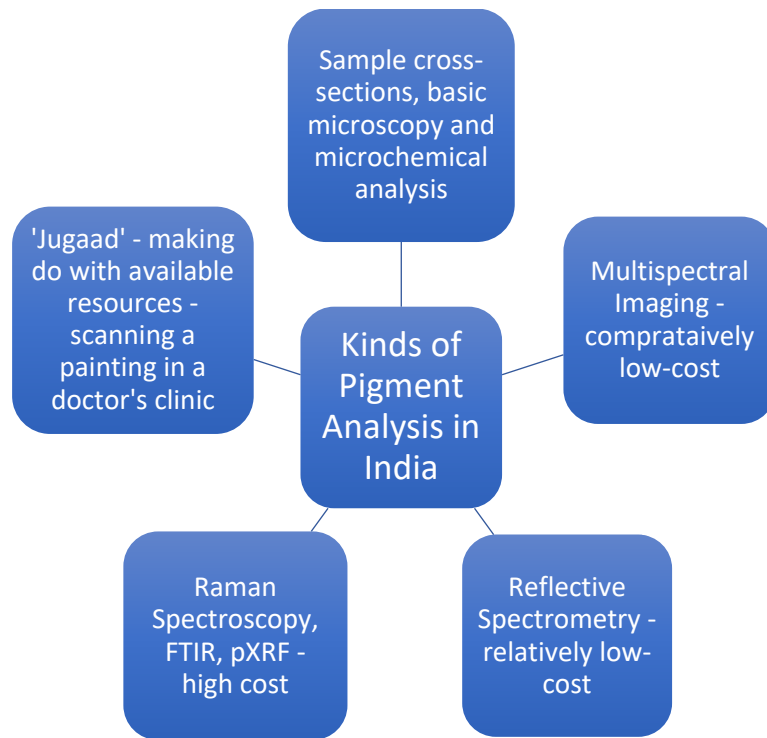 Sample cross-
sections, basic
microscopy and
microchemical
analysis
'Jugaad' - making
do with available
resources -
scanning a
painting in a
doctor's clinic
Multispectral
Imaging -
comprataively
low-cost
Kinds of
Pigment
Analysis in
India
Raman
Spectroscopy,
FTIR, pXRF -
high cost
Reflective
Spectrometry -
relatively low-
cost